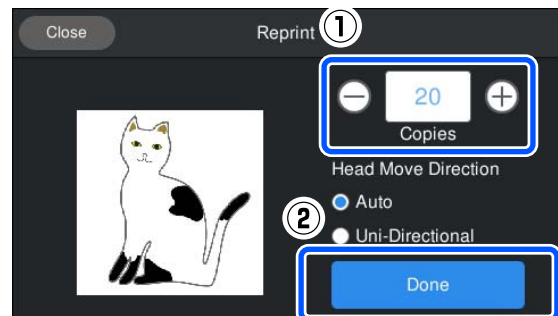 Close
Reprint
①
20
Copies
Head Move Direction
Auto
②
Uni-Directional
Done